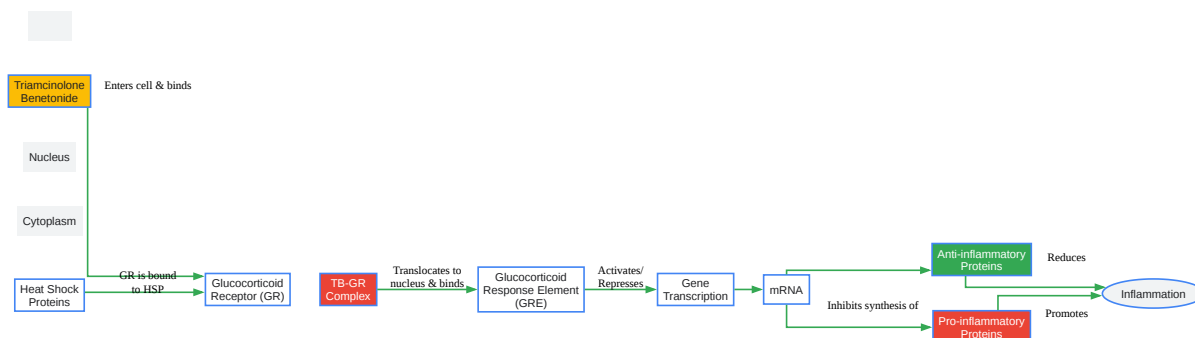 Triamcinolone
Benetonide
Enters cell & binds
Nucleus
Cytoplasm
Heat Shock
Proteins
GR is bound
to HSP
Glucocorticoid
Receptor (GR)
TB-GR
Complex
Translocates to
nucleus & binds
Glucocorticoid
Response Element
(GRE)
Activates/
Represses
Gene
Transcription
mRNA
Inhibits synthesis of
Anti-inflammatory
Proteins
Pro-inflammatory
Proteins
Reduces
Promotes
Inflammation